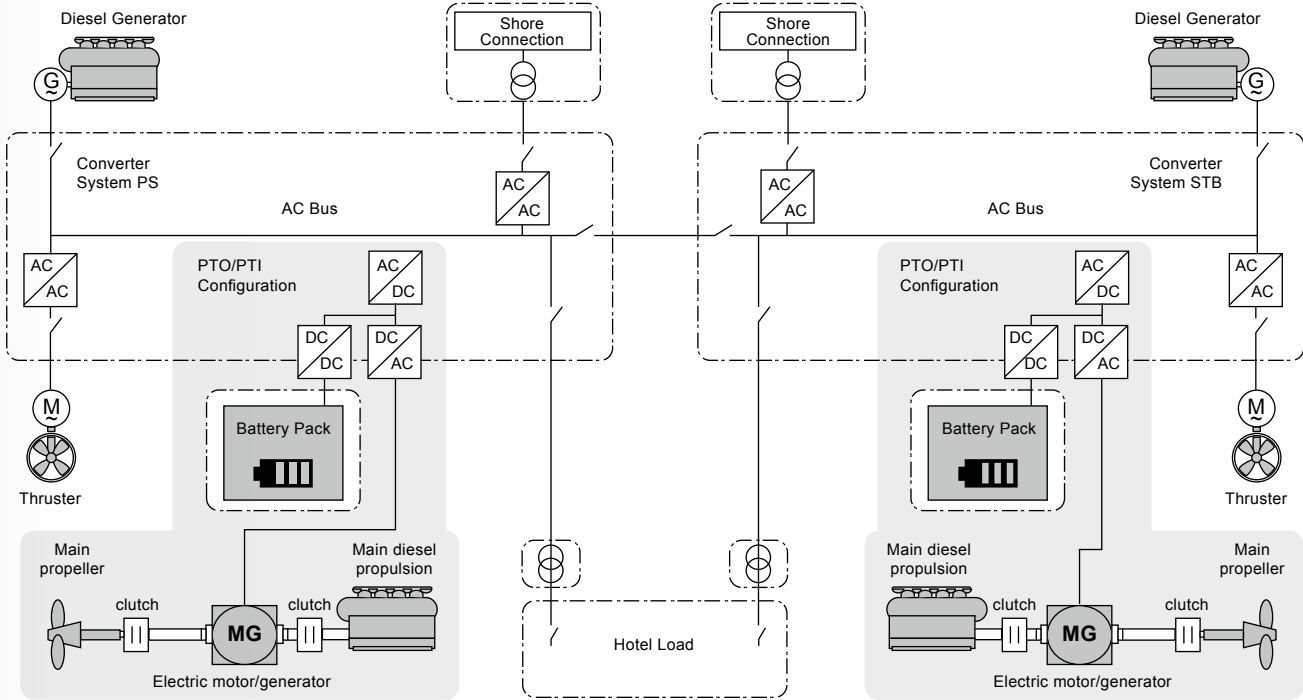 Diesel Generator
Shore
Connection
Shore
Connection
Diesel Generator
G
~
G
~
Converter
System PS
AC
AC
AC
AC
Converter
System STB
AC Bus
AC Bus
AC
AC
PTO/PTI
Configuration
AC
DC
PTO/PTI
Configuration
AC
DC
AC
AC
DC
DC
DC
AC
DC
DC
DC
AC
M
~
Battery Pack
Battery Pack
M
~
Thruster
Thruster
Main
propeller
Main diesel
propulsion
Main diesel
propulsion
Main
propeller
clutch
clutch
clutch
clutch
MG
Hotel Load
MG
Electric motor/generator
Electric motor/generator